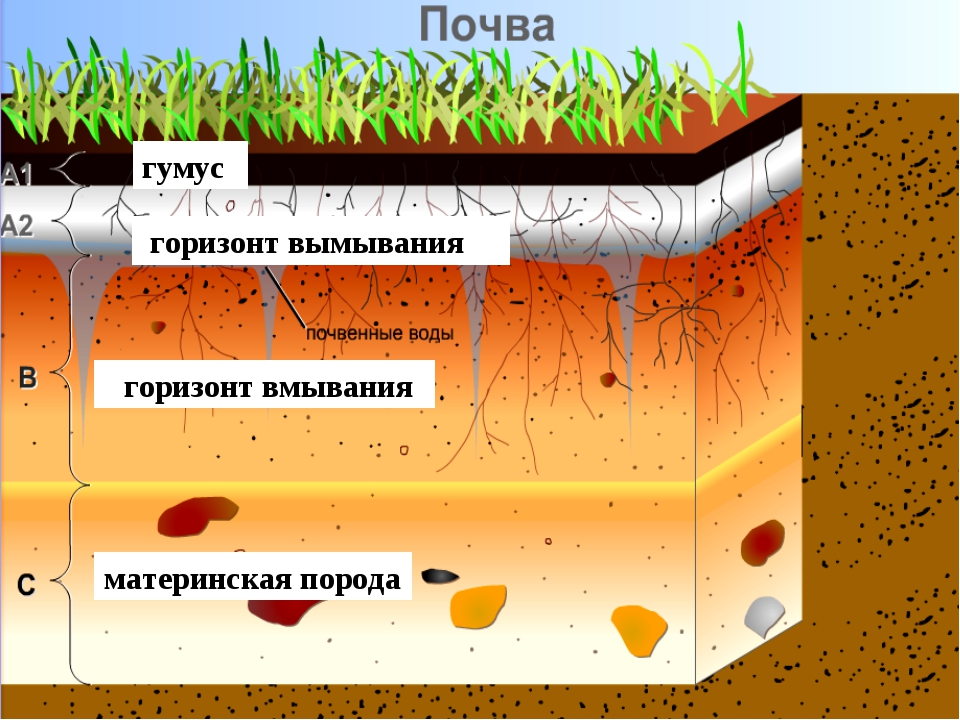 Почва
А1
гумус
А2
горизонт вымывания
почвенные воды
В
горизонт вмывания
С
материнская порода